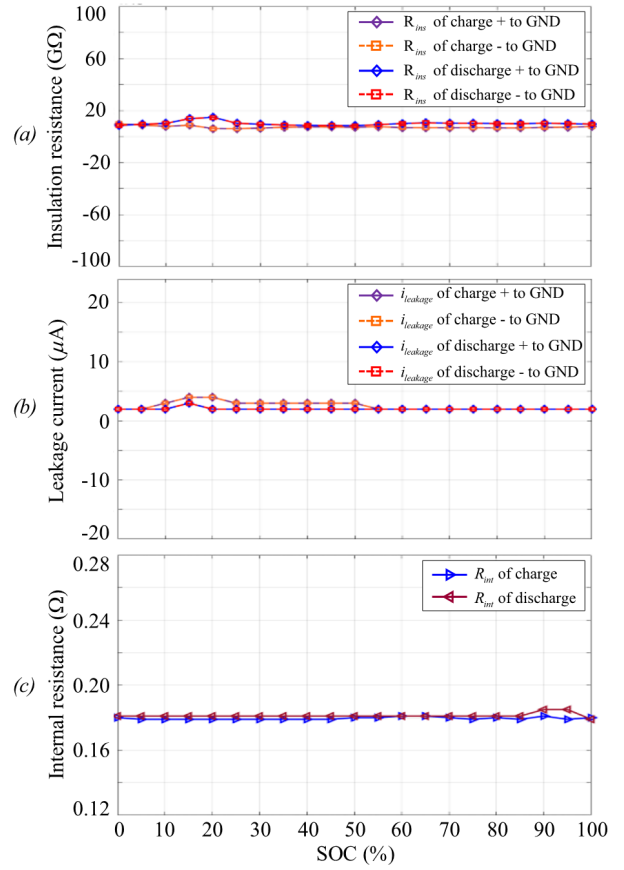 100
60
20
-20
-60
-100
Insulation resistance (GΩ)
(a)
R_ins of charge + to GND
R_ins of charge - to GND
R_ins of discharge + to GND
R_ins of discharge - to GND
20
10
0
-10
-20
Leakage current (μA)
(b)
i_leakage of charge + to GND
i_leakage of charge - to GND
i_leakage of discharge + to GND
i_leakage of discharge - to GND
0.28
0.24
0.20
0.16
0.12
Internal resistance (Ω)
(c)
R_int of charge
R_int of discharge
0 10 20 30 40 50 60 70 80 90 100
SOC (%)